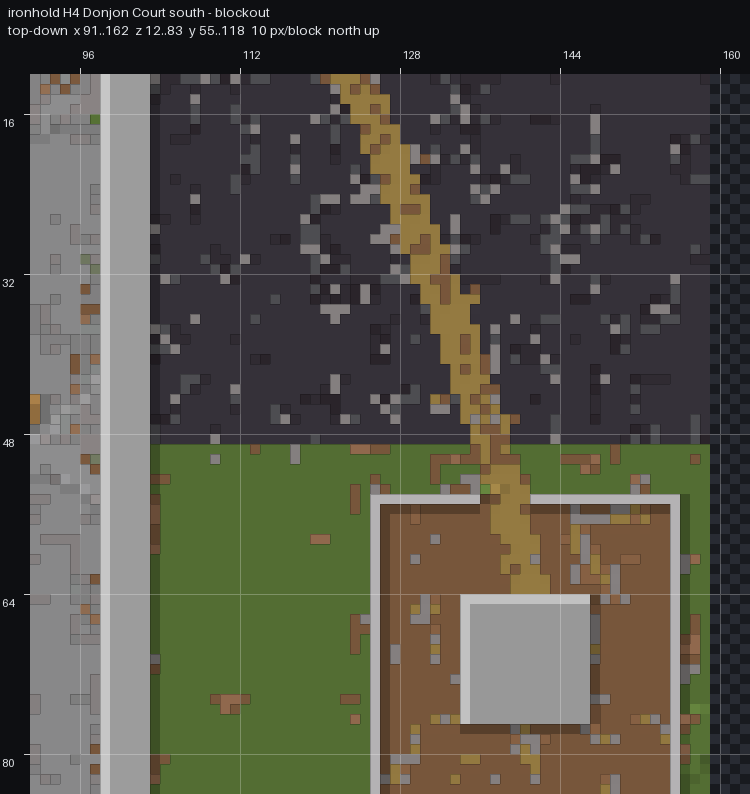 ironhold H4 Donjon Court south - blockout
top-down  x 91..162  z 12..83  y 55..118  10 px/block  north up
96 112 128 144 160
16
32
48
64
80